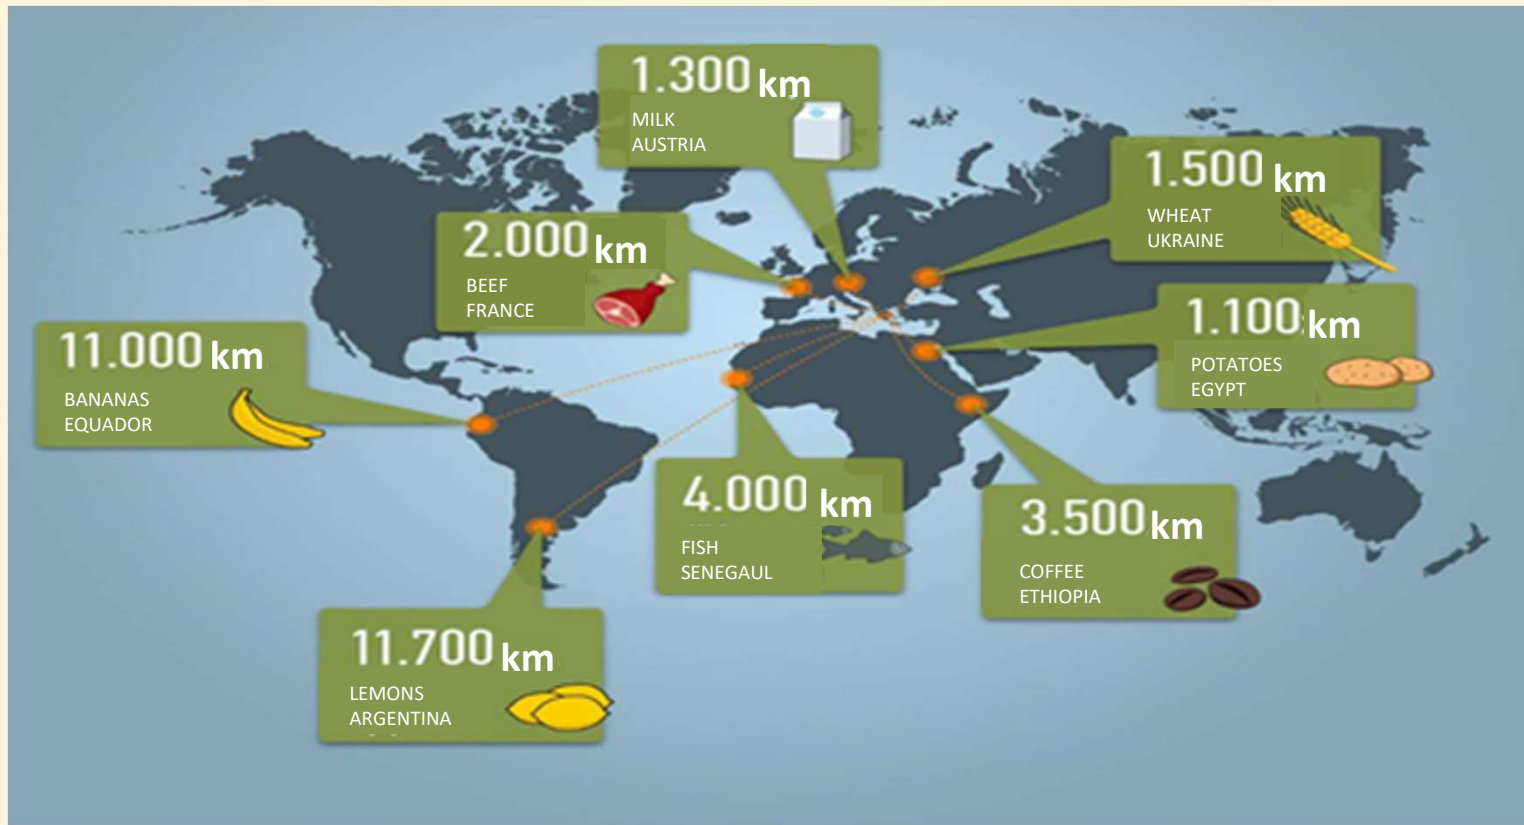 1.300 km
MILK
AUSTRIA
1.500 km
WHEAT
UKRAINE
2.000 km
BEEF
FRANCE
1.100 km
POTATOES
EGYPT
11.000 km
BANANAS
EQUADOR
4.000 km
FISH
SENEGAUL
3.500 km
COFFEE
ETHIOPIA
11.700 km
LEMONS
ARGENTINA